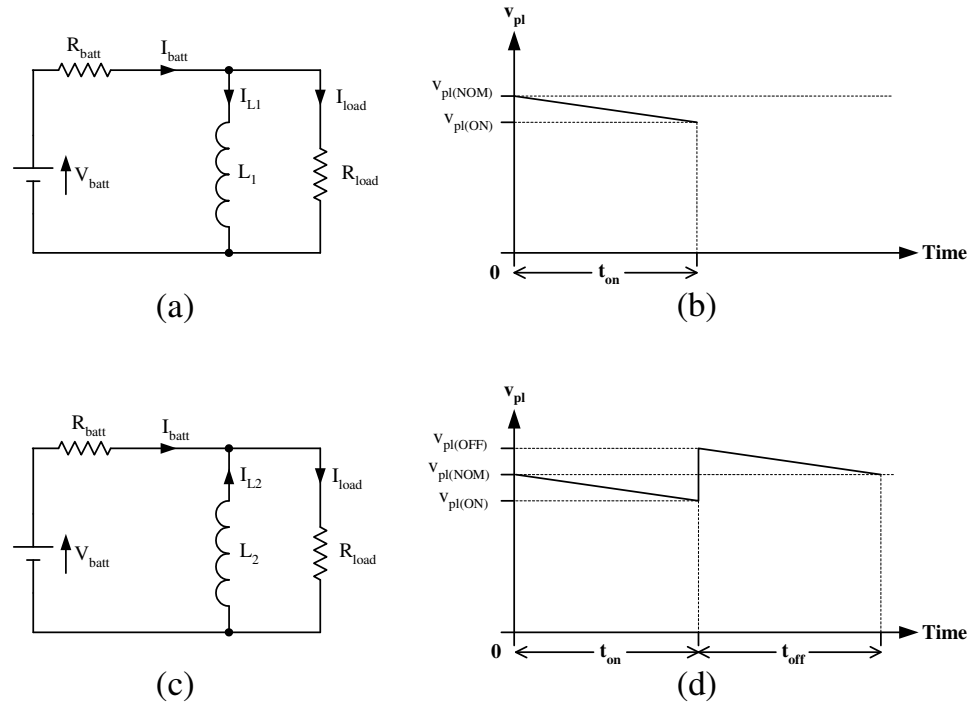 R_batt
I_batt
I_L1
I_load
V_batt
L_1
R_load
(a)
v_pl
v_pl(NOM)
v_pl(ON)
0
t_on
Time
(b)
R_batt
I_batt
I_L2
I_load
V_batt
L_2
R_load
(c)
v_pl
v_pl(OFF)
v_pl(NOM)
v_pl(ON)
0
t_on
t_off
Time
(d)